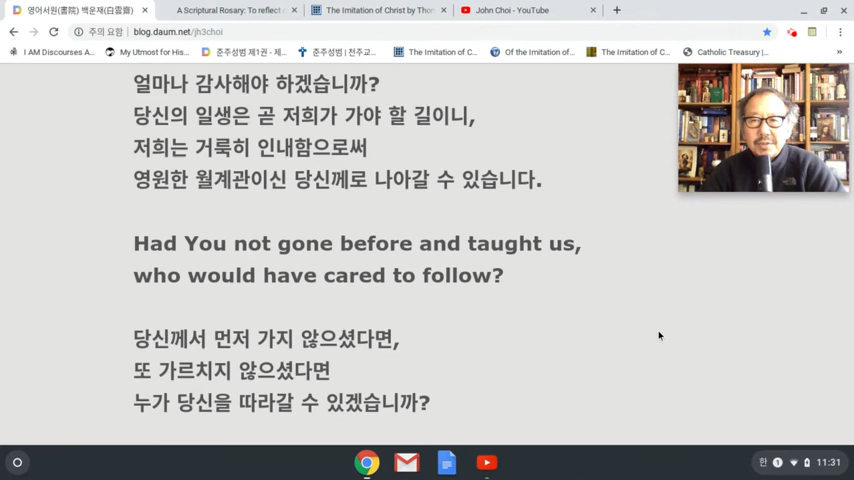 영어서원(書院) 백운재(白雲齋)
A Scriptural Rosary: To reflect
The Imitation of Christ by Thom
John Choi - YouTube
주의 요함
blog.daum.net/jh3choi
I AM Discourses A...
My Utmost for His...
준주성범 제1권 - 제...
준주성범 | 천주교...
The Imitation of C...
Of the Imitation of...
The Imitation of C...
Catholic Treasury |...
얼마나 감사해야 하겠습니까?
당신의 일생은 곧 저희가 가야 할 길이니,
저희는 거룩히 인내함으로써
영원한 월계관이신 당신께로 나아갈 수 있습니다.
Had You not gone before and taught us,
who would have cared to follow?
당신께서 먼저 가지 않으셨다면,
또 가르치지 않으셨다면
누가 당신을 따라갈 수 있겠습니까?
한
1
11:31